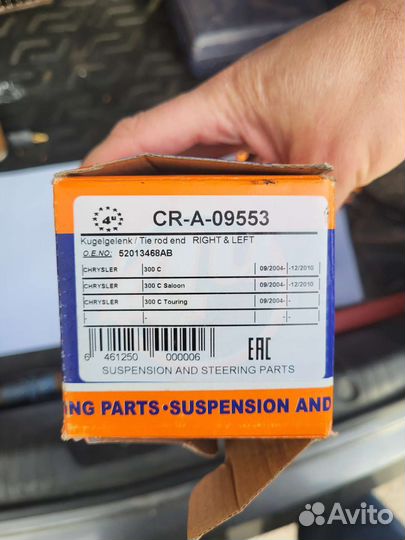 4U CR-A-09553
Kugelgelenk / Tie rod end RIGHT & LEFT
O.E.NO: 52013468AB
CHRYSLER 300 C 09/2004- -12/2010
CHRYSLER 300 C Saloon 09/2004- -12/2010
CHRYSLER 300 C Touring 09/2004- -
- - - -
6 461250 000006 EAC
SUSPENSION AND STEERING PARTS
ING PARTS•SUSPENSION AND
Avito